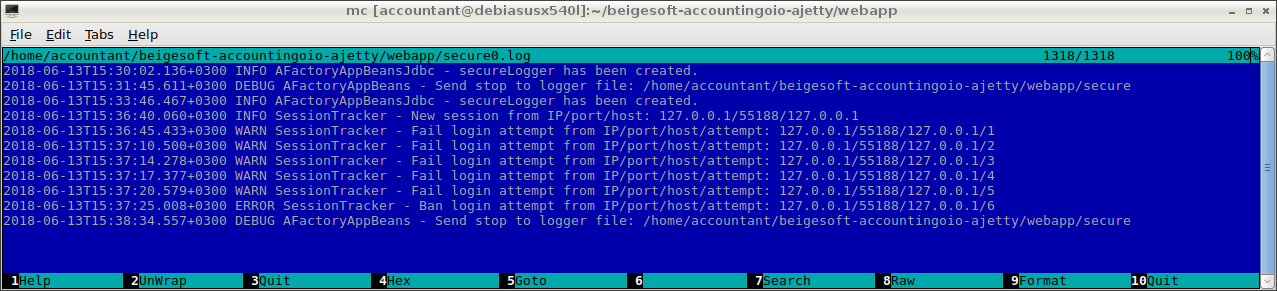 mc [accountant@debiasusx540l]:~/beigesoft-accountingoio-ajetty/webapp
File Edit Tabs Help
/home/accountant/beigesoft-accountingoio-ajetty/webapp/secure0.log 1318/1318 100%
2018-06-13T15:30:02.136+0300 INFO AFactoryAppBeansJdbc - secureLogger has been created.
2018-06-13T15:31:45.611+0300 DEBUG AFactoryAppBeans - Send stop to logger file: /home/accountant/beigesoft-accountingoio-ajetty/webapp/secure
2018-06-13T15:33:46.467+0300 INFO AFactoryAppBeansJdbc - secureLogger has been created.
2018-06-13T15:36:40.060+0300 INFO SessionTracker - New session from IP/port/host: 127.0.0.1/55188/127.0.0.1
2018-06-13T15:36:45.433+0300 WARN SessionTracker - Fail login attempt from IP/port/host/attempt: 127.0.0.1/55188/127.0.0.1/1
2018-06-13T15:37:10.500+0300 WARN SessionTracker - Fail login attempt from IP/port/host/attempt: 127.0.0.1/55188/127.0.0.1/2
2018-06-13T15:37:14.278+0300 WARN SessionTracker - Fail login attempt from IP/port/host/attempt: 127.0.0.1/55188/127.0.0.1/3
2018-06-13T15:37:17.377+0300 WARN SessionTracker - Fail login attempt from IP/port/host/attempt: 127.0.0.1/55188/127.0.0.1/4
2018-06-13T15:37:20.579+0300 WARN SessionTracker - Fail login attempt from IP/port/host/attempt: 127.0.0.1/55188/127.0.0.1/5
2018-06-13T15:37:25.008+0300 ERROR SessionTracker - Ban login attempt from IP/port/host/attempt: 127.0.0.1/55188/127.0.0.1/6
2018-06-13T15:38:34.557+0300 DEBUG AFactoryAppBeans - Send stop to logger file: /home/accountant/beigesoft-accountingoio-ajetty/webapp/secure
1Help 2UnWrap 3Quit 4Hex 5Goto 6 7Search 8Raw 9Format 10Quit